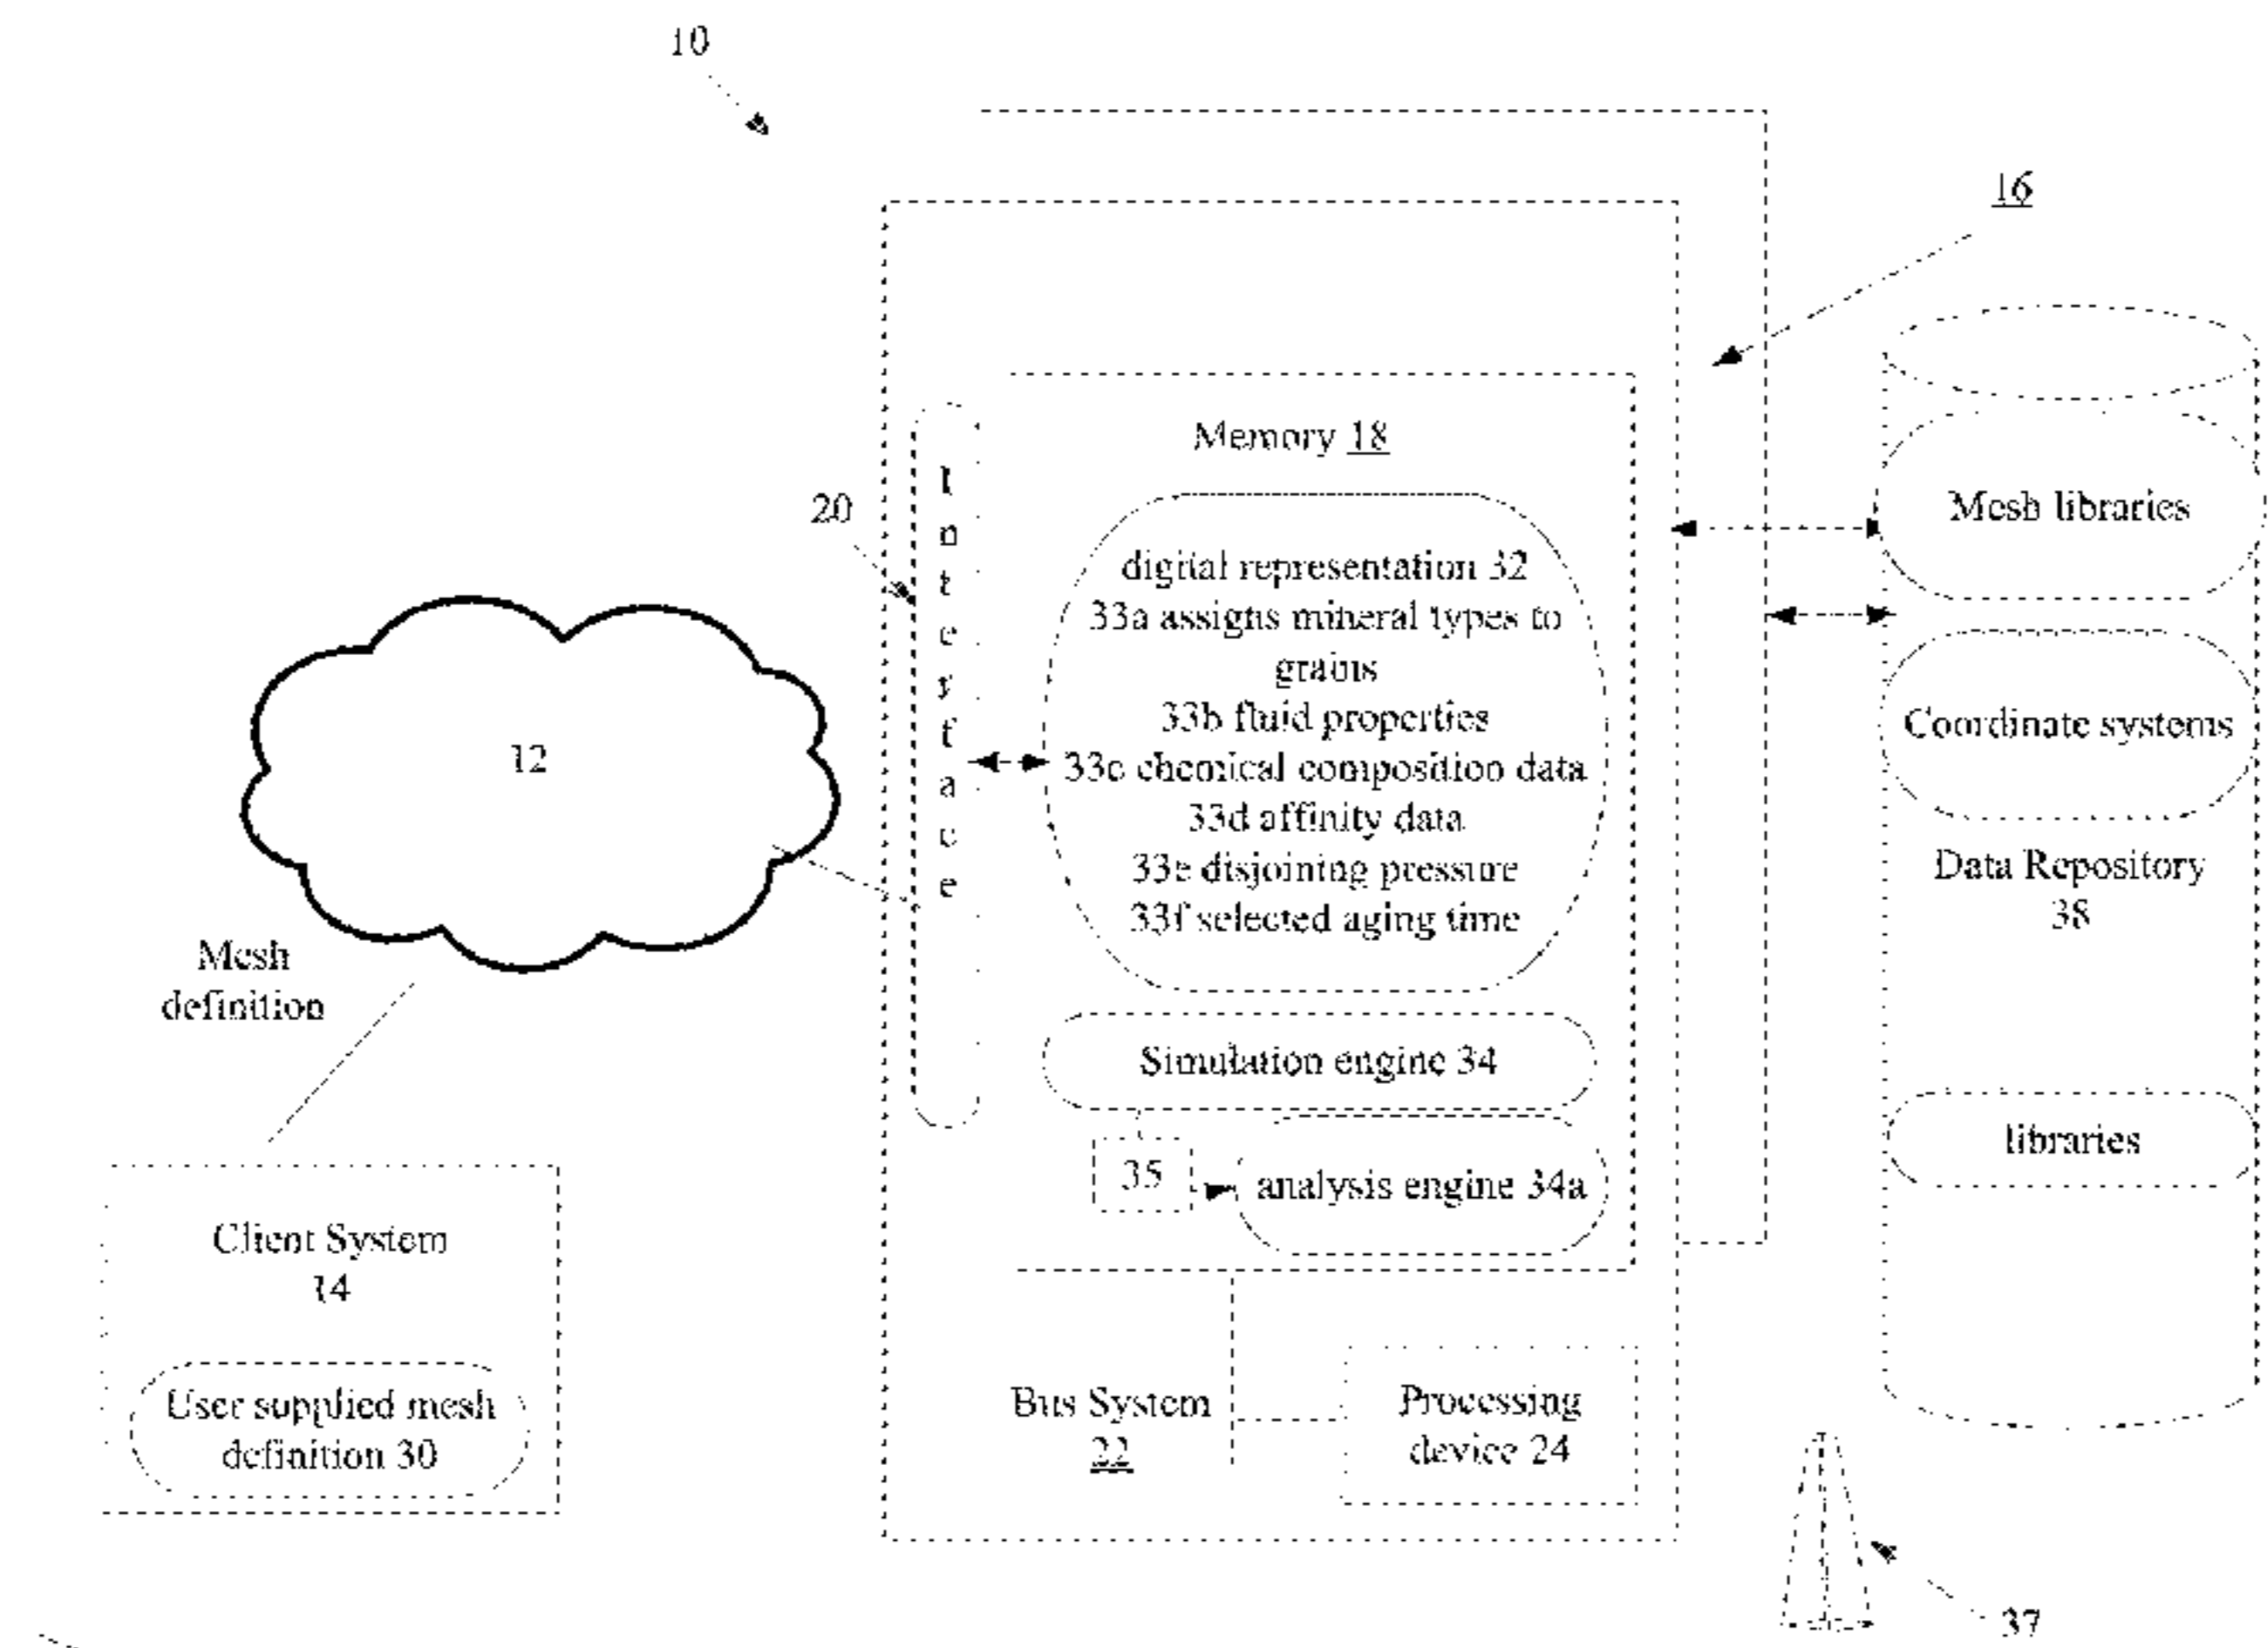 10
16
Memory 18
Interface
20
digital representation 32
33a assigns mineral types to
grains
33b fluid properties
33c chemical composition data
33d affinity data
33e disjoining pressure
33f selected aging time
Simulation engine 34
35
analysis engine 34a
Mesh libraries
Coordinate systems
Data Repository
38
libraries
12
Mesh
definition
Client System
14
User supplied mesh
definition 30
Bus System
22
Processing
device 24
37